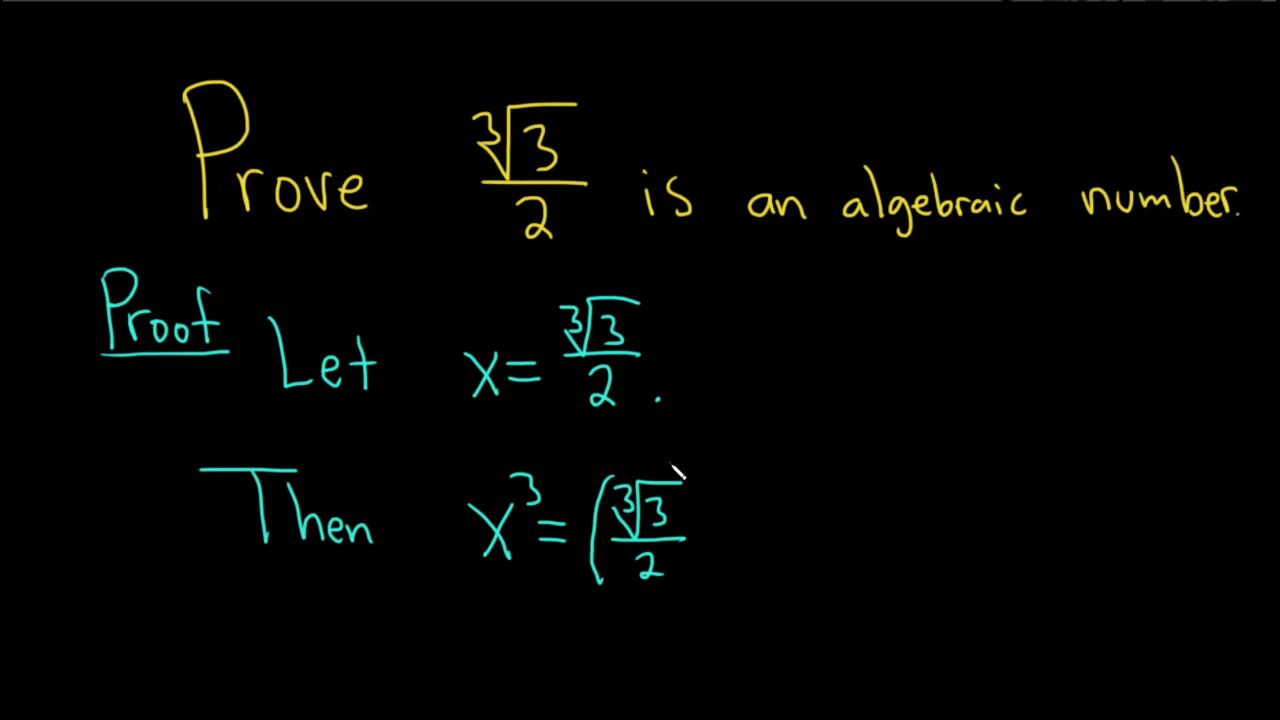 Prove ∛3/2 is an algebraic number.
Proof Let x = ∛3/2 .
Then x³ = (∛3/2